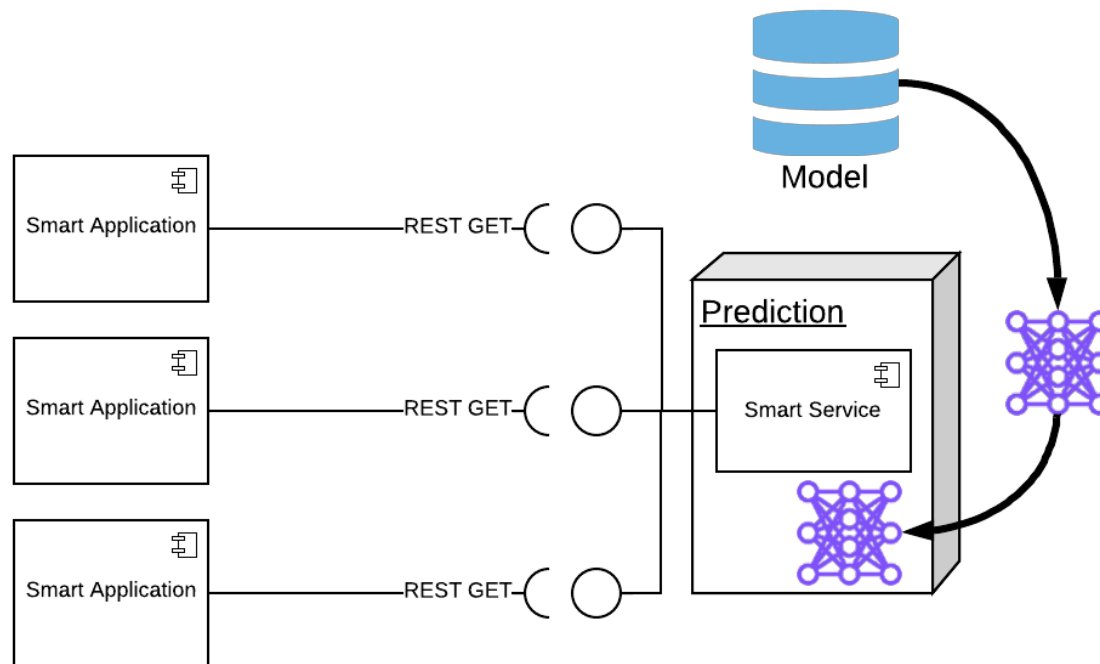 Model
Smart Application
REST GET
Prediction
Smart Application
REST GET
Smart Service
Smart Application
REST GET